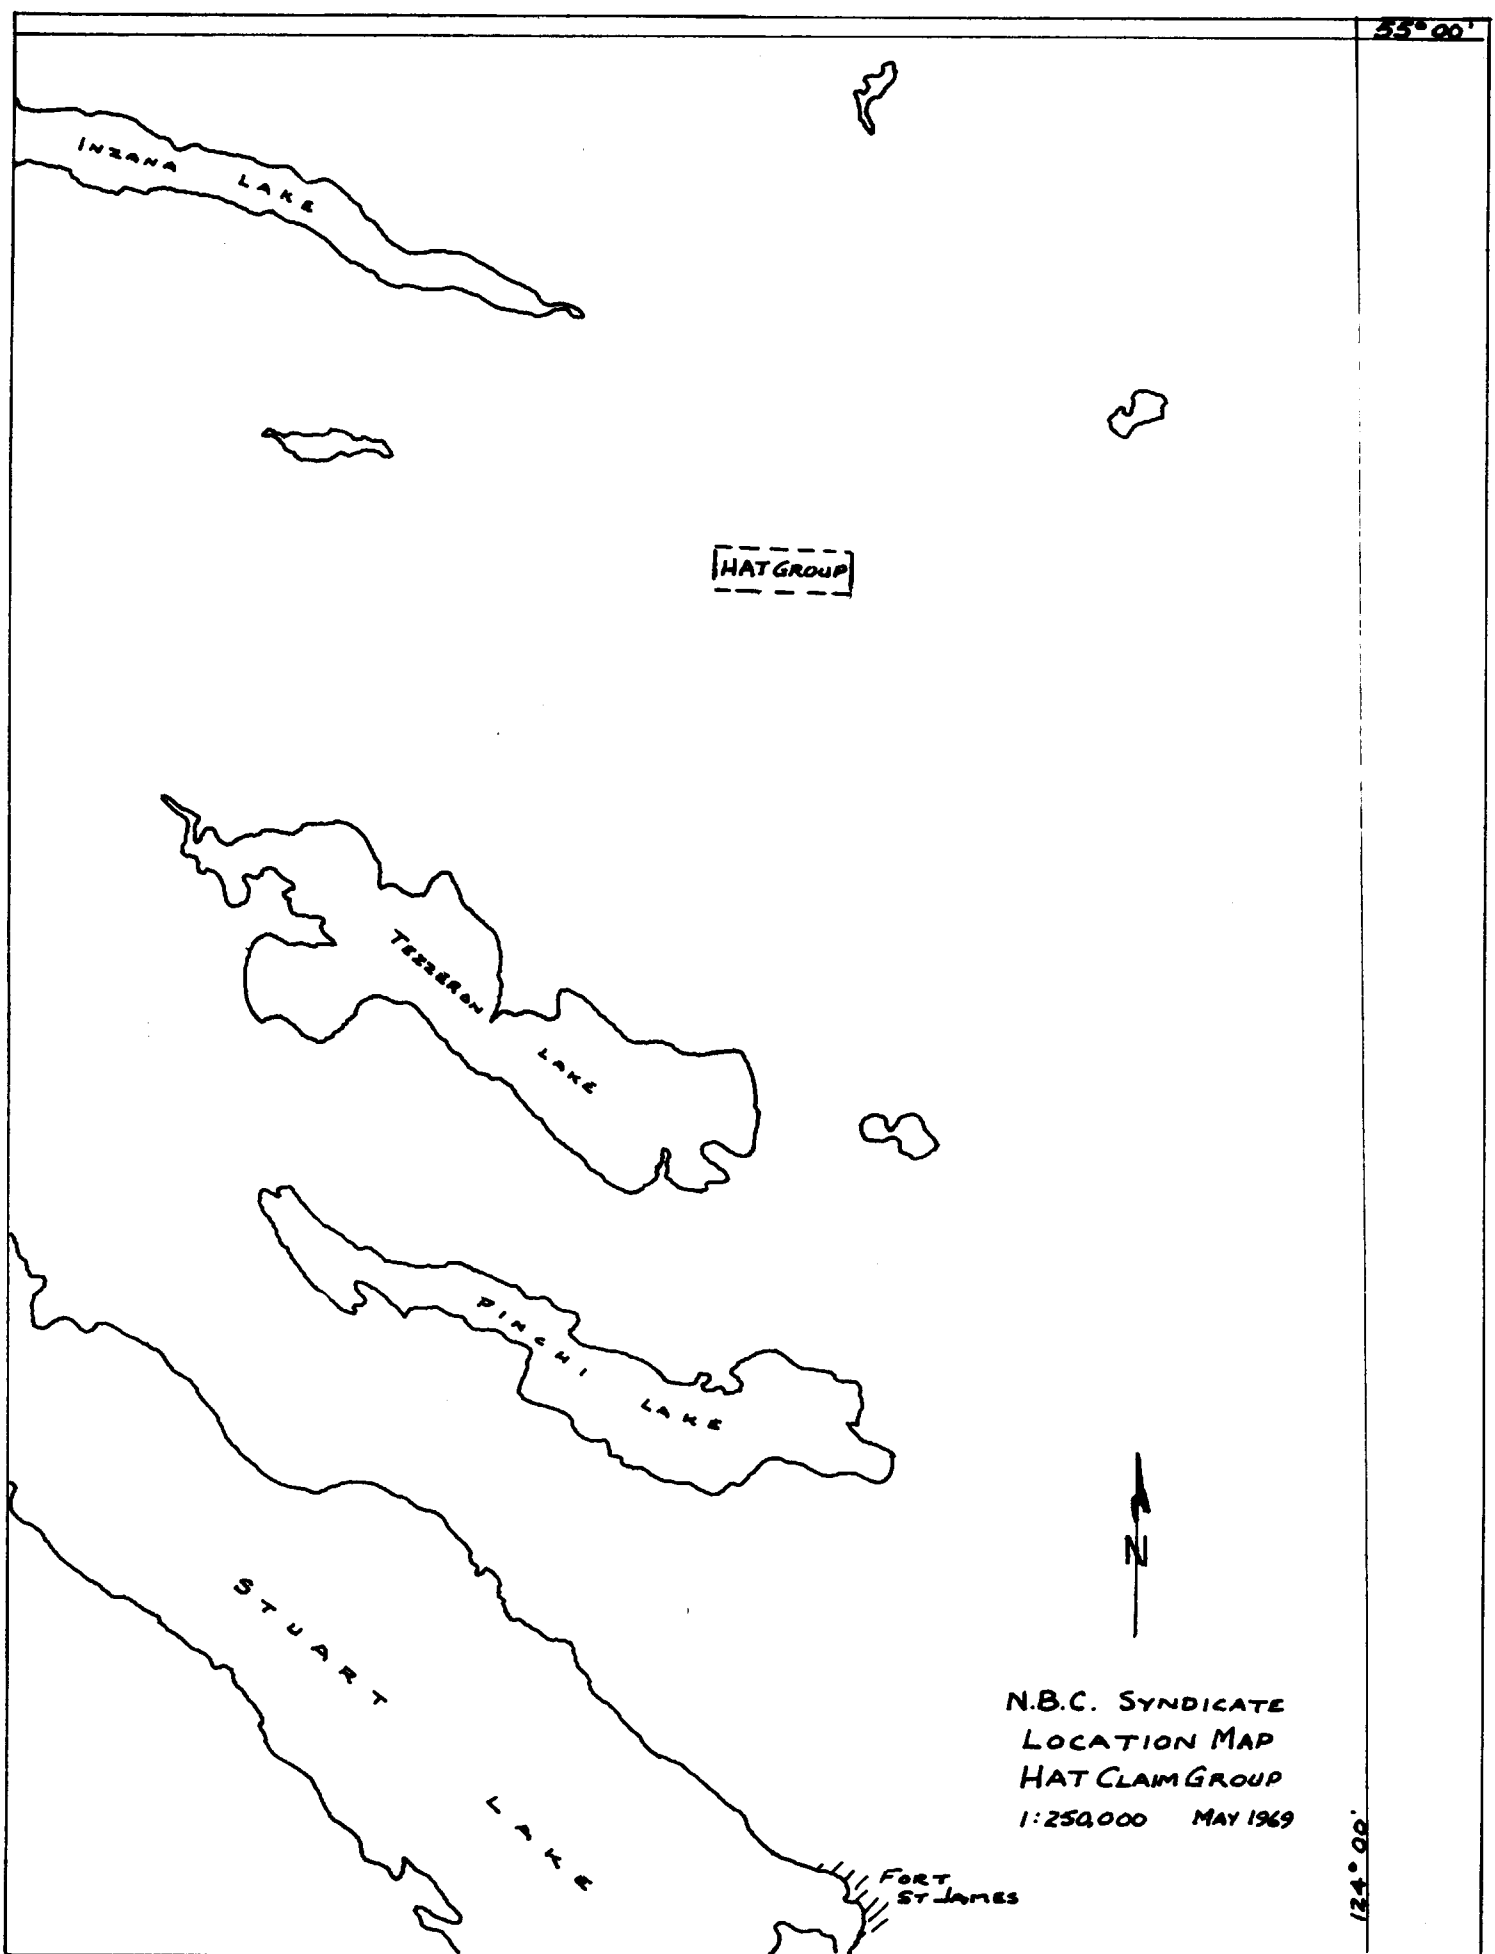 55° 00'
INZANA LAKE
HAT GROUP
TEZZERON LAKE
PINCHI LAKE
STUART LAKE
N
N.B.C. SYNDICATE
LOCATION MAP
HAT CLAIM GROUP
1:250,000 MAY 1969
FORT
ST JAMES
124° 00'